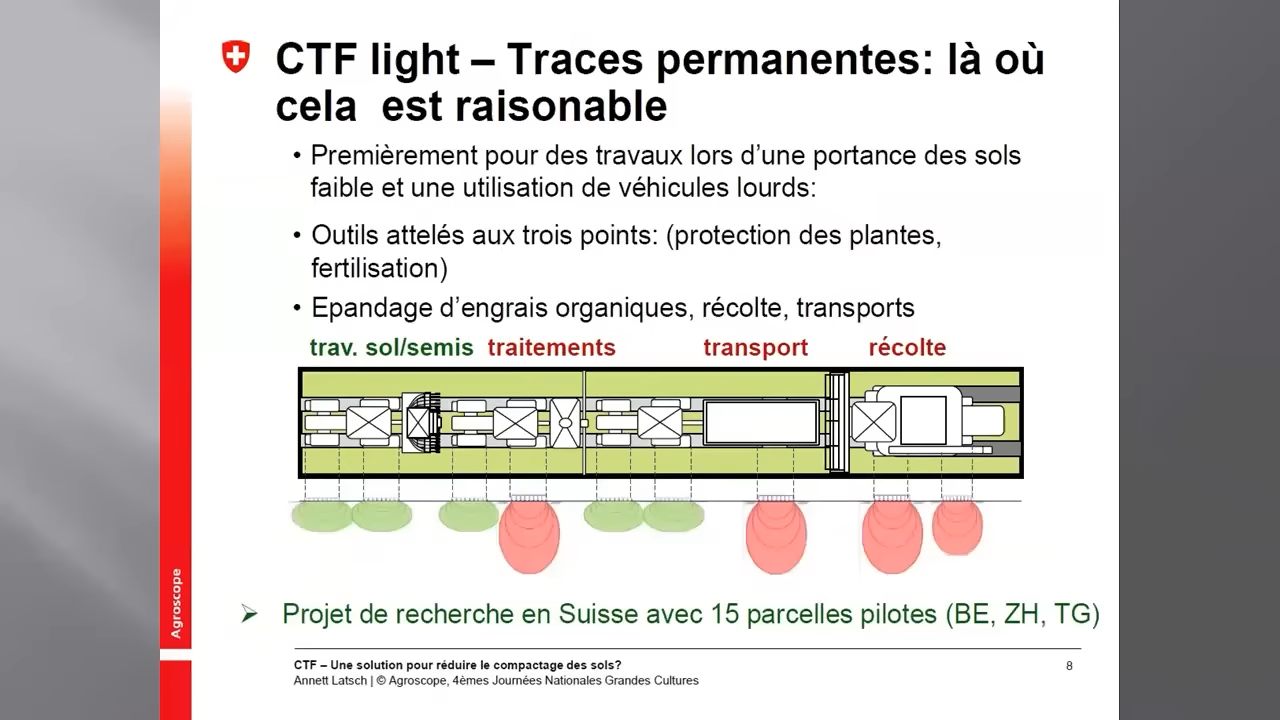 CTF light – Traces permanentes: là où
cela est raisonable
• Premièrement pour des travaux lors d’une portance des sols
faible et une utilisation de véhicules lourds:
• Outils attelés aux trois points: (protection des plantes,
fertilisation)
• Epandage d’engrais organiques, récolte, transports
trav. sol/semis traitements transport récolte
➢ Projet de recherche en Suisse avec 15 parcelles pilotes (BE, ZH, TG)
Agroscope
CTF – Une solution pour réduire le compactage des sols? 8
Annett Latsch | © Agroscope, 4èmes Journées Nationales Grandes Cultures